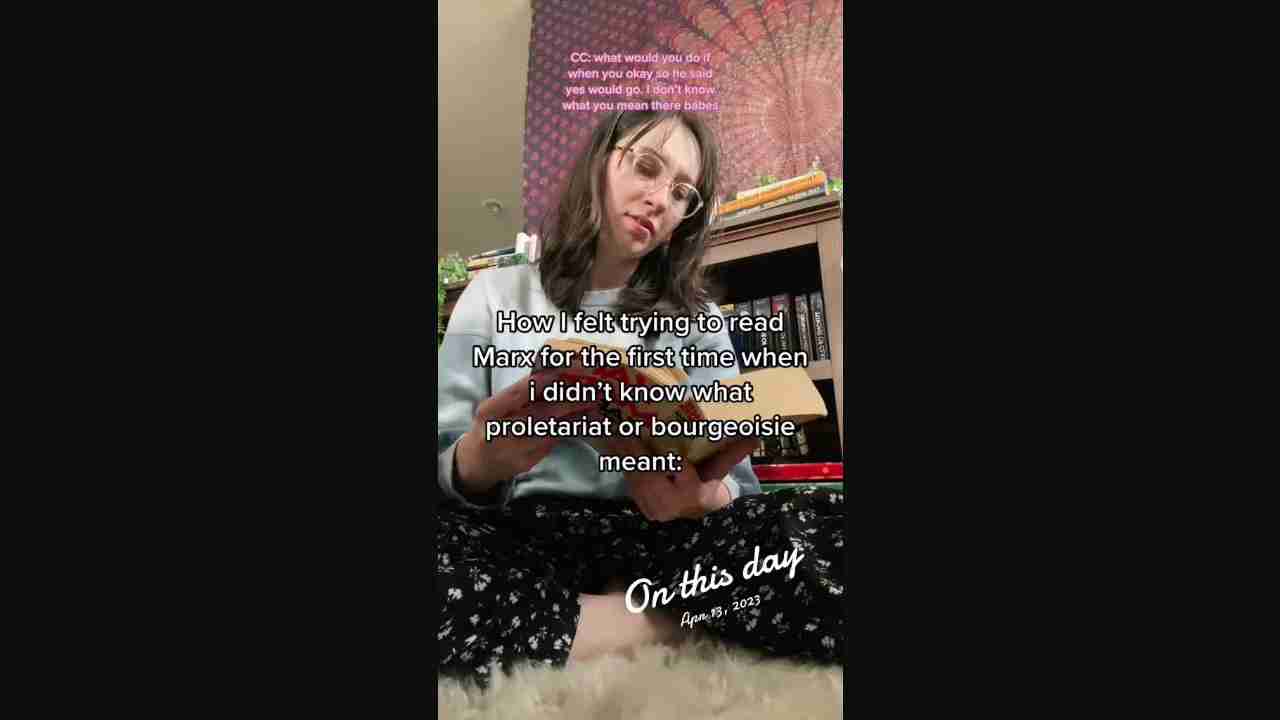 CC: what would you do if
when you okay so he said
yes would go. I don't know
what you mean there babes
How I felt trying to read
Marx for the first time when
i didn't know what
proletariat or bourgeoisie
meant:
On this day
Apr 13, 2023